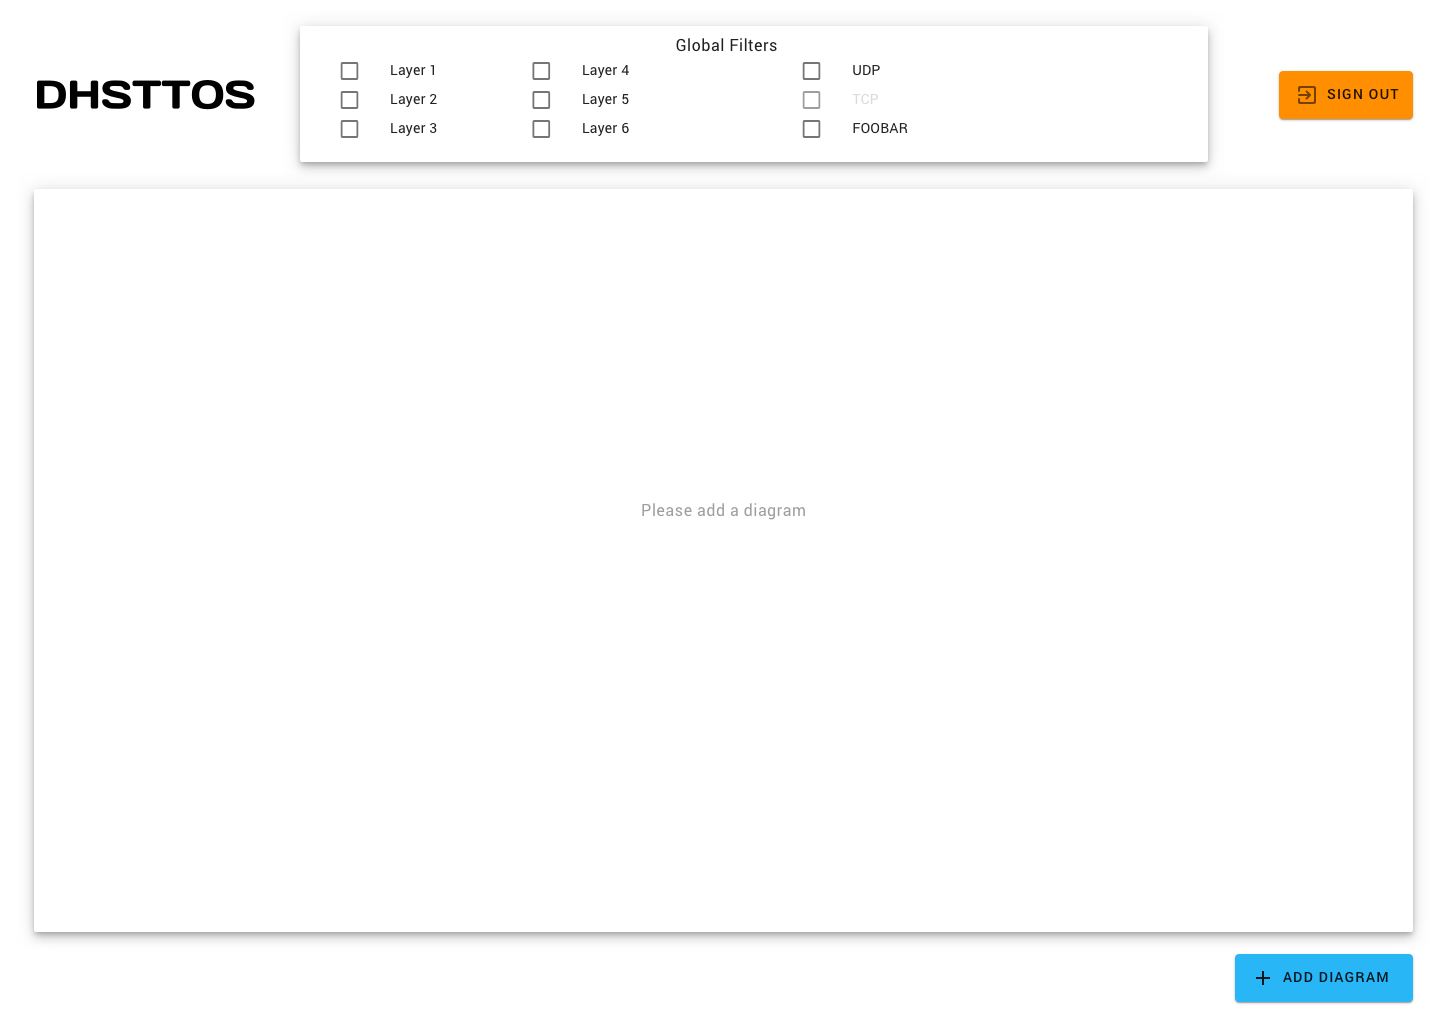 DHSTTOS
Global Filters
Layer 1
Layer 4
UDP
Layer 2
Layer 5
TCP
Layer 3
Layer 6
FOOBAR
SIGN OUT
Please add a diagram
ADD DIAGRAM